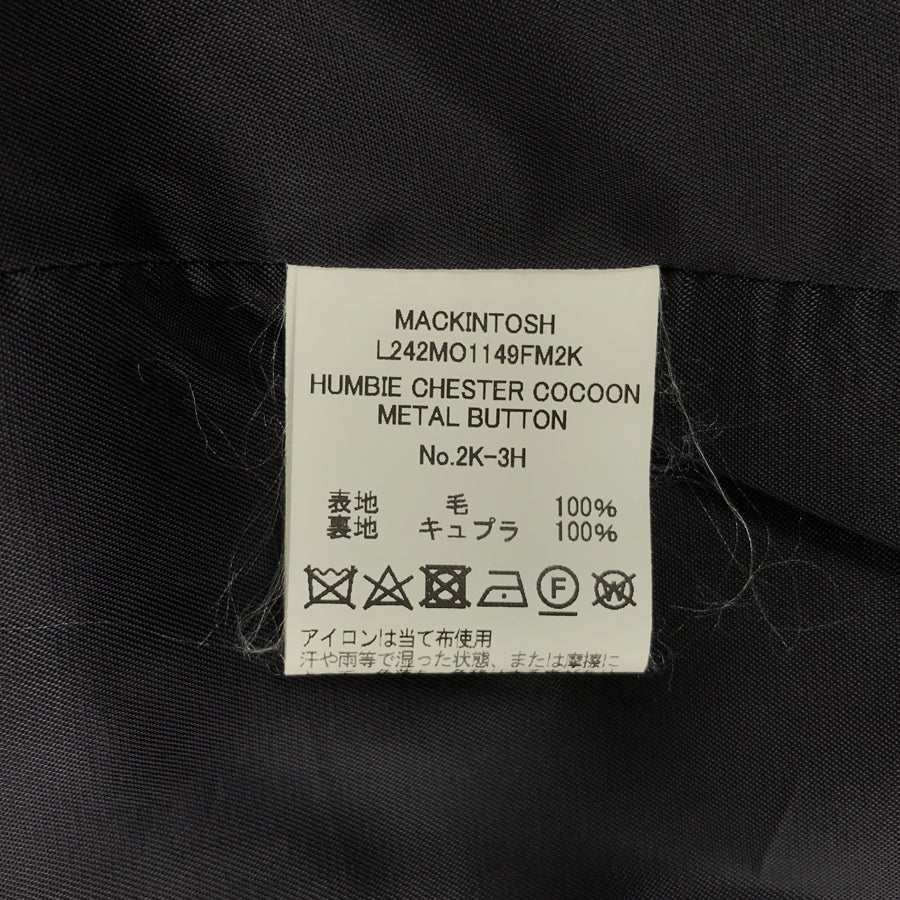 MACKINTOSH
L242MO1149FM2K
HUMBIE CHESTER COCOON
METAL BUTTON
No.2K-3H
表地 毛 100%
裏地 キュプラ 100%
F W
アイロンは当て布使用
汗や雨等で湿った状態、または摩擦に